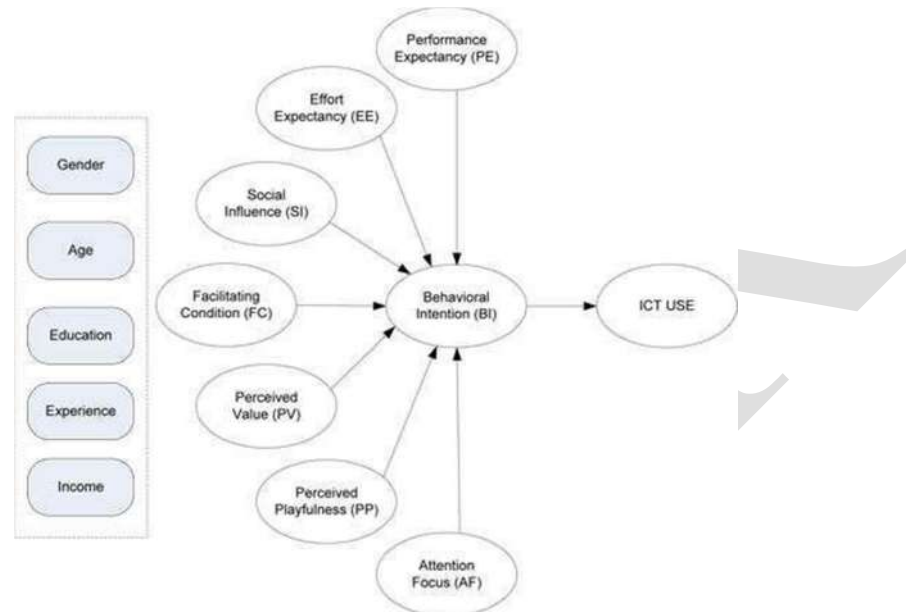 Performance
Expectancy (PE)
Effort
Expectancy (EE)
Gender
Social
Influence (SI)
Age
Facilitating
Condition (FC)
Behavioral
Intention (BI)
ICT USE
Education
Perceived
Value (PV)
Experience
Income
Perceived
Playfulness (PP)
Attention
Focus (AF)